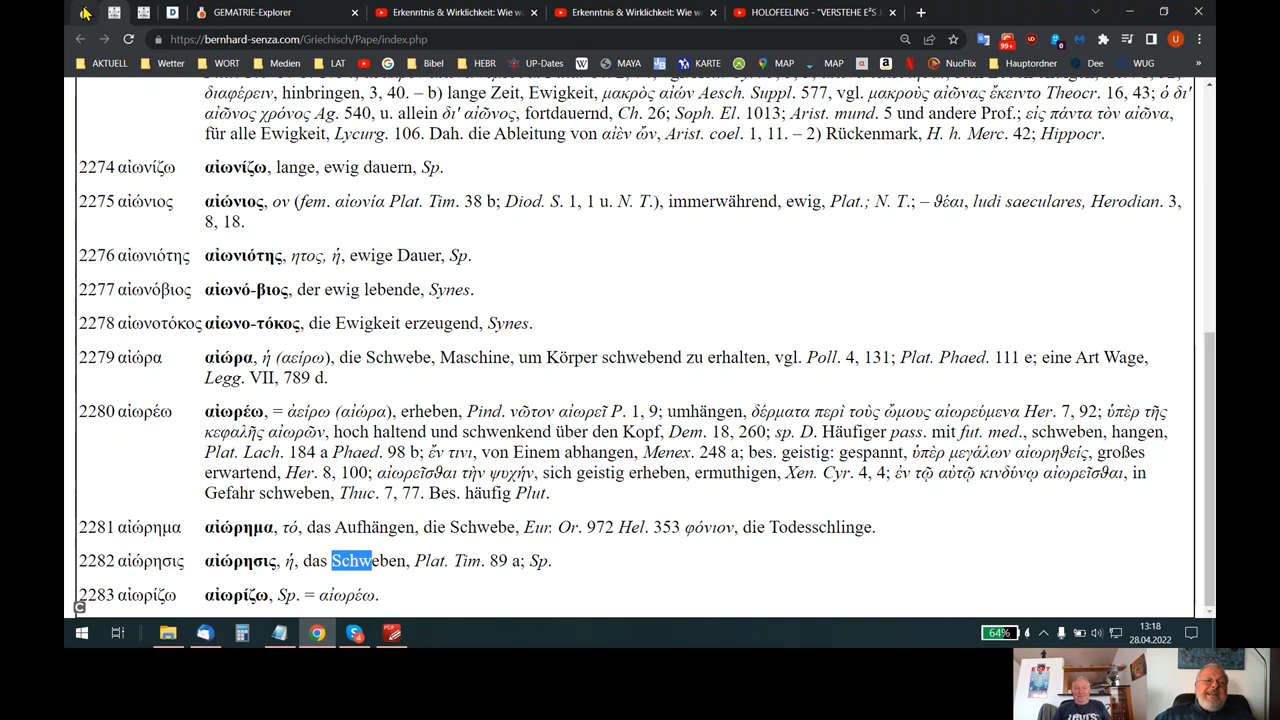 GEMATRIE-Explorer
Erkenntnis & Wirklichkeit: Wie w
Erkenntnis & Wirklichkeit: Wie w
HOLOFEELING - "VERSTEHE E²S
https://bernhard-senza.com/Griechisch/Pape/index.php
99+
AKTUELL Wetter Ordner Medien LAT Bibel HEBR UP-Dates MAYA KARTE MAP MAP NuoFlix Hauptordner Dee WUG
διαφέρειν, hinbringen, 3, 40. – b) lange Zeit, Ewigkeit, μακρὸς αἰών Aesch. Suppl. 577, vgl. μακροὺς αἰῶνας ἔκειντο Theocr. 16, 43; ὁ δι'
αἰῶνος χρόνος Ag. 540, u. allein δι' αἰῶνος, fortdauernd, Ch. 26; Soph. El. 1013; Arist. mund. 5 und andere Prof.; εἰς πάντα τὸν αἰῶνα,
für alle Ewigkeit, Lycurg. 106. Dah. die Ableitung von αἰὲν ὤν, Arist. coel. 1, 11. – 2) Rückenmark, H. h. Merc. 42; Hippocr.
2274 αἰωνίζω αἰωνίζω, lange, ewig dauern, Sp.
2275 αἰώνιος αἰώνιος, ον (fem. αἰωνία Plat. Tim. 38 b; Diod. S. 1, 1 u. N. T.), immerwährend, ewig, Plat.; N. T.; – θέαι, ludi saeculares, Herodian. 3,
8, 18.
2276 αἰωνιότης αἰωνιότης, ητος, ἡ, ewige Dauer, Sp.
2277 αἰωνόβιος αἰωνό-βιος, der ewig lebende, Synes.
2278 αἰωνοτόκος αἰωνο-τόκος, die Ewigkeit erzeugend, Synes.
2279 αἰώρα αἰώρα, ἡ (αείρω), die Schwebe, Maschine, um Körper schwebend zu erhalten, vgl. Poll. 4, 131; Plat. Phaed. 111 e; eine Art Wage,
Legg. VII, 789 d.
2280 αἰωρέω αἰωρέω, = ἀείρω (αἰώρα), erheben, Pind. νῶτον αἰωρεῖ P. 1, 9; umhängen, δέρματα περὶ τοὺς ὤμους αἰωρεύμενα Her. 7, 92; ὑπὲρ τῆς
κεφαλῆς αἰωρῶν, hoch haltend und schwenkend über den Kopf, Dem. 18, 260; sp. D. Häufiger pass. mit fut. med., schweben, hangen,
Plat. Lach. 184 a Phaed. 98 b; ἔν τινι, von Einem abhangen, Menex. 248 a; bes. geistig: gespannt, ὑπὲρ μεγάλων αἰωρηθείς, großes
erwartend, Her. 8, 100; αἰωρεῖσθαι τὴν ψυχήν, sich geistig erheben, ermuthigen, Xen. Cyr. 4, 4; ἐν τῷ αὐτῷ κινδύνῳ αἰωρεῖσθαι, in
Gefahr schweben, Thuc. 7, 77. Bes. häufig Plut.
2281 αἰώρημα αἰώρημα, τό, das Aufhängen, die Schwebe, Eur. Or. 972 Hel. 353 φόνιον, die Todesschlinge.
2282 αἰώρησις αἰώρησις, ἡ, das Schweben, Plat. Tim. 89 a; Sp.
2283 αἰωρίζω αἰωρίζω, Sp. = αἰωρέω.
64%
13:18
28.04.2022